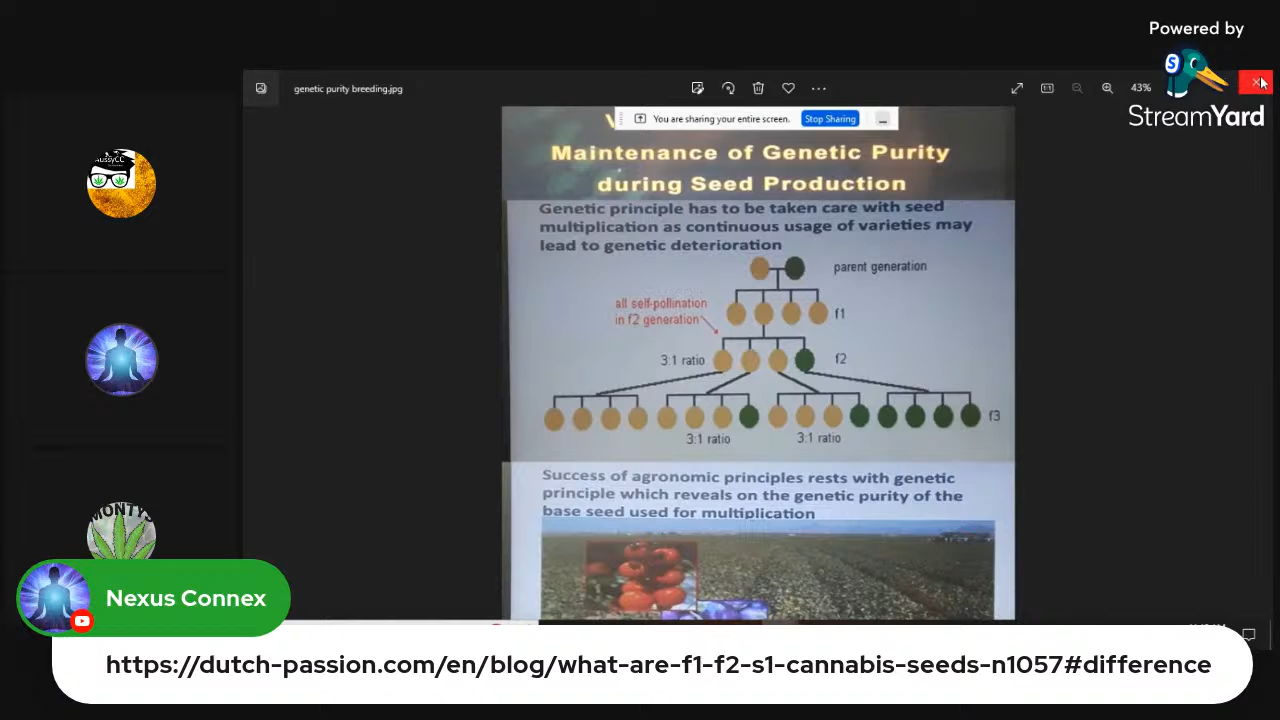 Powered by
StreamYard
genetic purity breeding.jpg
43%
You are sharing your entire screen.
Stop Sharing
Maintenance of Genetic Purity
during Seed Production
Genetic principle has to be taken care with seed
multiplication as continuous usage of varieties may
lead to genetic deterioration
parent generation
all self-pollination
in f2 generation
f1
3:1 ratio
f2
f3
3:1 ratio
3:1 ratio
Success of agronomic principles rests with genetic
principle which reveals on the genetic purity of the
base seed used for multiplication
AussyCC
MONTYS
Nexus Connex
https://dutch-passion.com/en/blog/what-are-f1-f2-s1-cannabis-seeds-n1057#difference